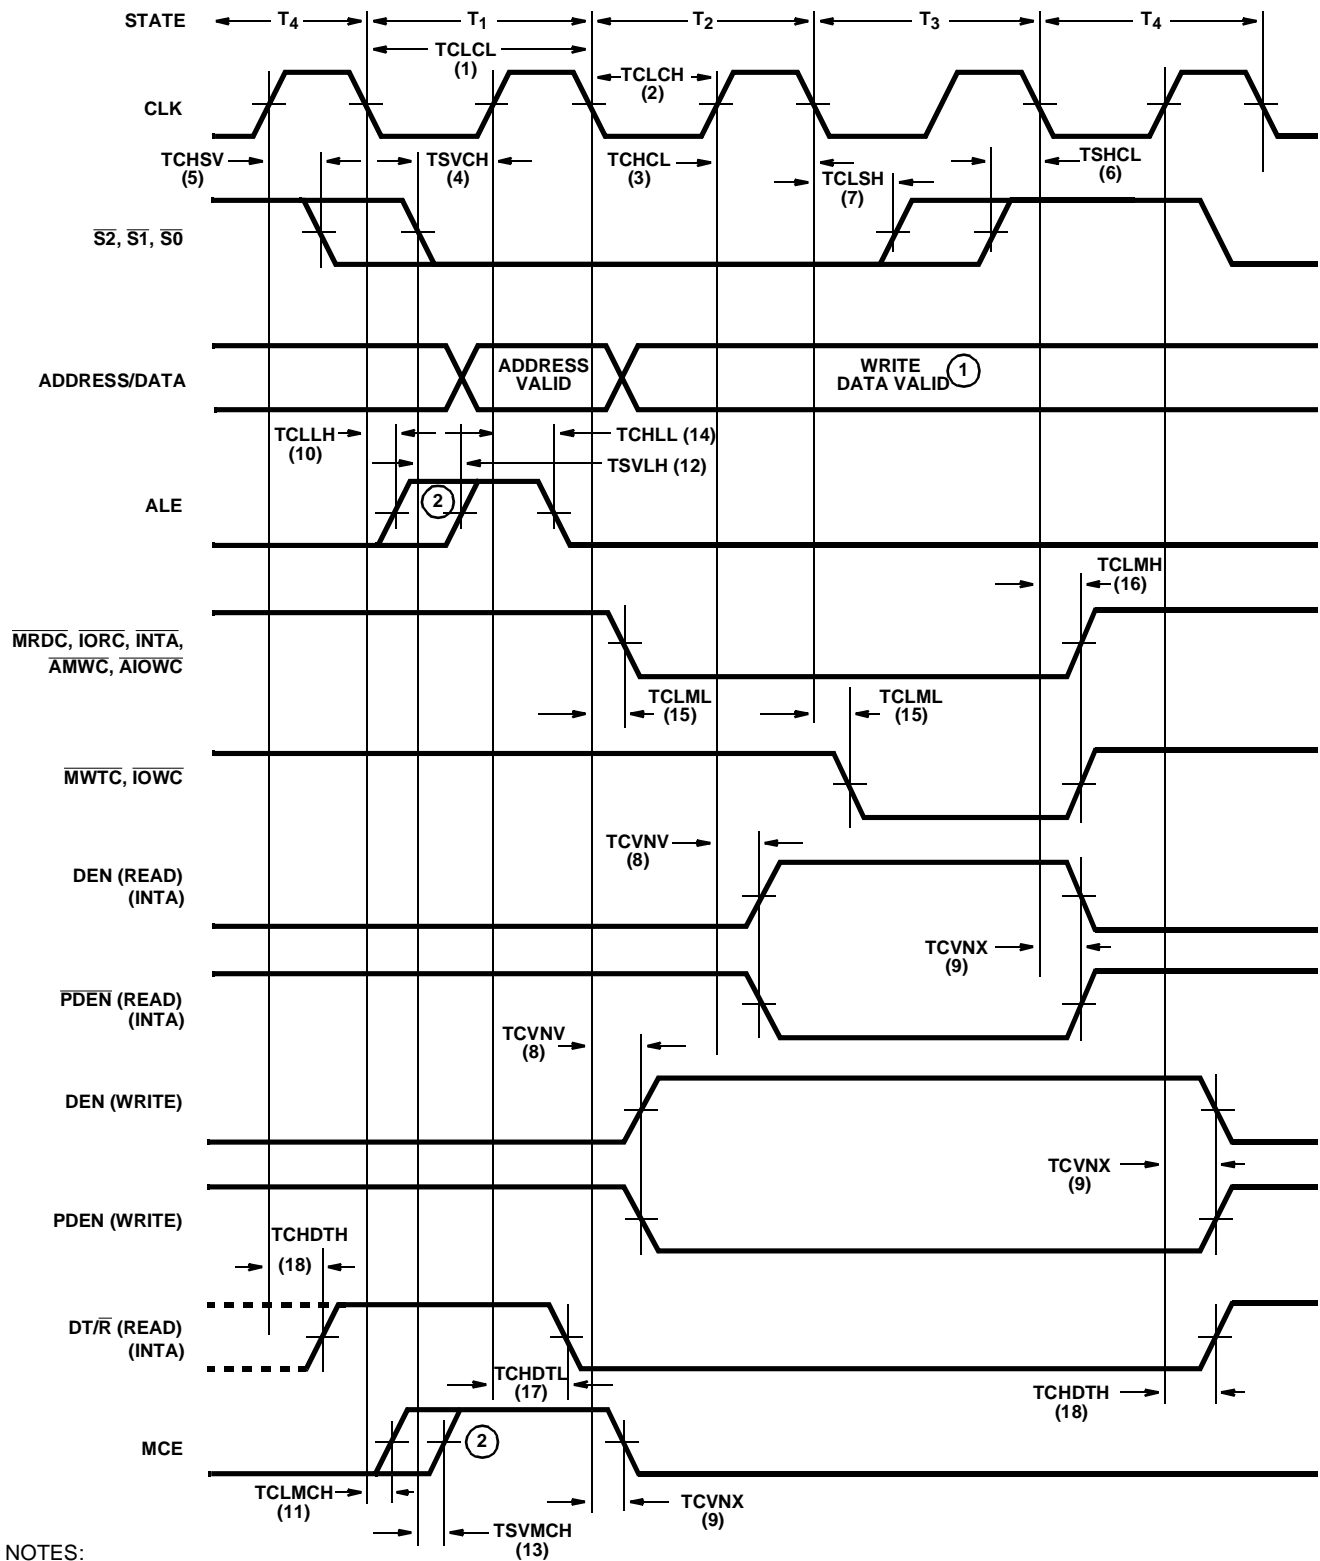 STATE T4 T1 T2 T3 T4
TCLCL
(1)
TCLCH
(2)
CLK
TCHSV
(5)
TSVCH
(4)
TCHCL
(3)
TCLSH
(7)
TSHCL
(6)
S2, S1, S0
ADDRESS/DATA
ADDRESS
VALID
WRITE
DATA VALID 1
TCLLH
(10)
TCHLL (14)
TSVLH (12)
ALE
2
TCLMH
(16)
MRDC, IORC, INTA,
AMWC, AIOWC
TCLML
(15)
TCLML
(15)
MWTC, IOWC
TCVNV
(8)
DEN (READ)
(INTA)
TCVNX
(9)
PDEN (READ)
(INTA)
TCVNV
(8)
DEN (WRITE)
TCVNX
(9)
PDEN (WRITE)
TCHDTH
(18)
DT/R (READ)
(INTA)
TCHDTL
(17)
TCHDTH
(18)
MCE
2
TCLMCH
(11)
TCVNX
(9)
TSVMCH
(13)
NOTES: